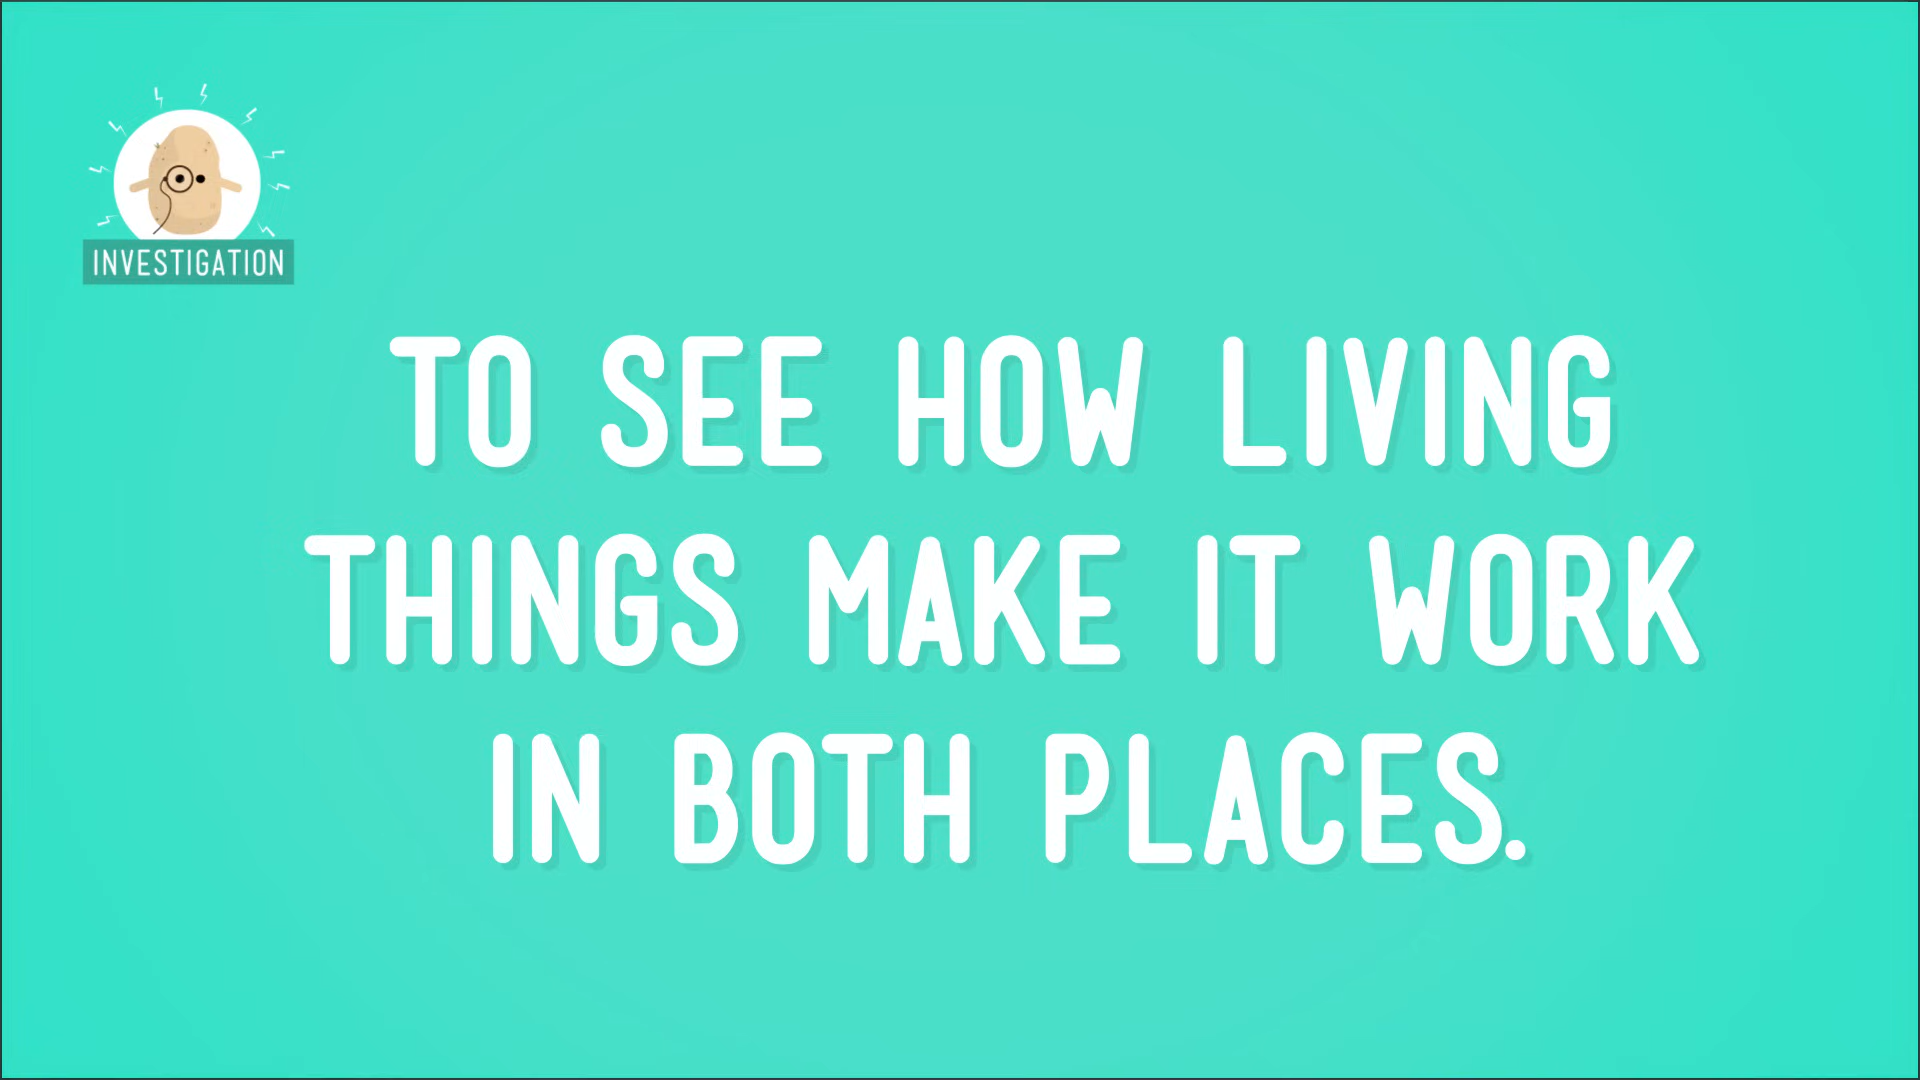 INVESTIGATION
TO SEE HOW LIVING
THINGS MAKE IT WORK
IN BOTH PLACES.